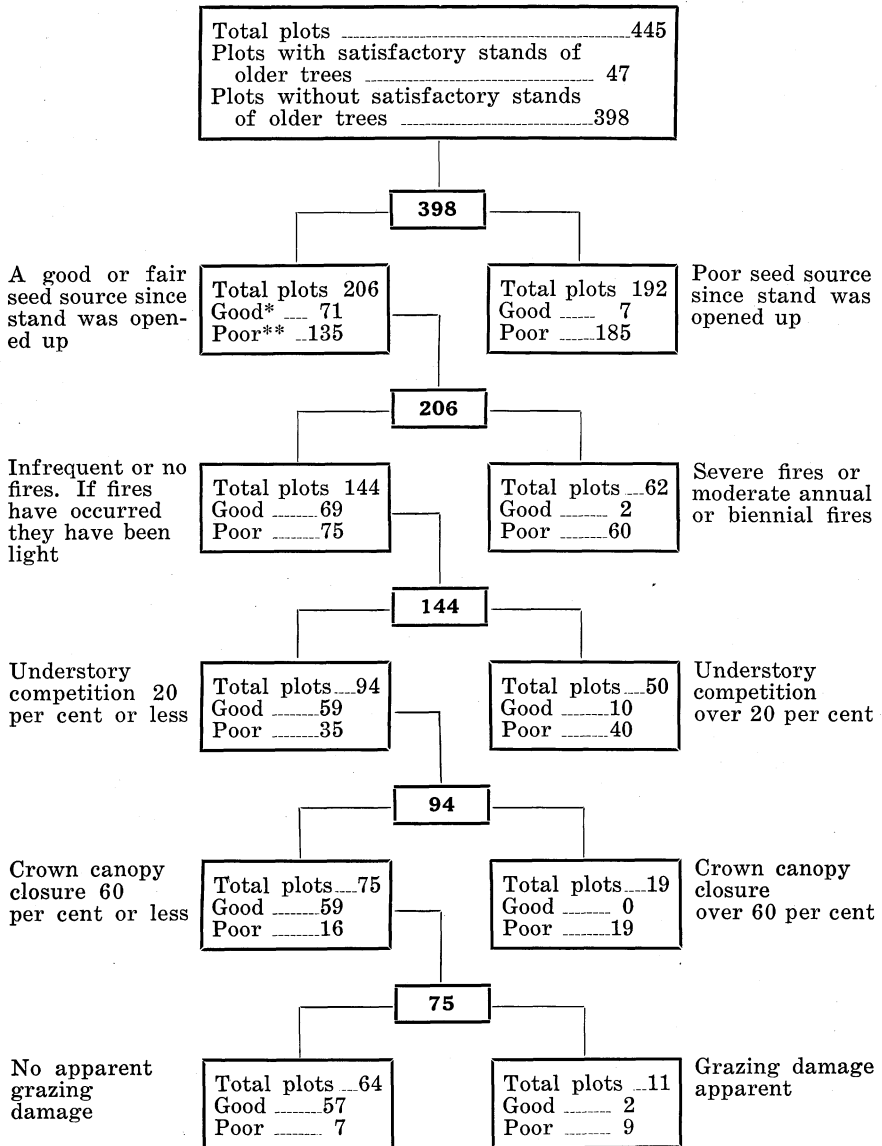 Total plots 445
Plots with satisfactory stands of
older trees 47
Plots without satisfactory stands
of older trees 398
398
A good or fair
seed source since
stand was open-
ed up
Total plots 206
Good* 71
Poor** 135
Total plots 192
Good 7
Poor 185
Poor seed source
since stand was
opened up
206
Infrequent or no
fires. If fires
have occurred
they have been
light
Total plots 144
Good 69
Poor 75
Total plots 62
Good 2
Poor 60
Severe fires or
moderate annual
or biennial fires
144
Understory
competition 20
per cent or less
Total plots 94
Good 59
Poor 35
Total plots 50
Good 10
Poor 40
Understory
competition
over 20 per cent
94
Crown canopy
closure 60
per cent or less
Total plots 75
Good 59
Poor 16
Total plots 19
Good 0
Poor 19
Crown canopy
closure
over 60 per cent
75
No apparent
grazing
damage
Total plots 64
Good 57
Poor 7
Total plots 11
Good 2
Poor 9
Grazing damage
apparent